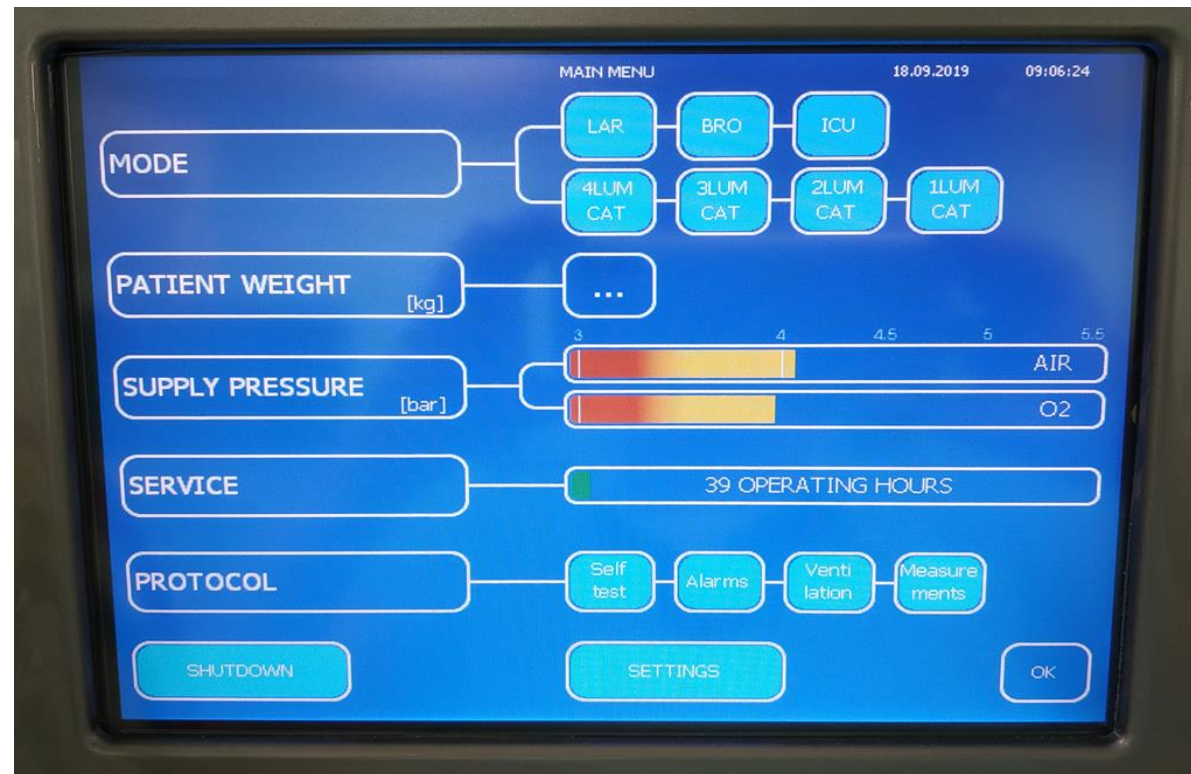 MAIN MENU 18.09.2019 09:06:24
LAR BRO ICU
MODE
4LUM CAT 3LUM CAT 2LUM CAT 1LUM CAT
PATIENT WEIGHT [kg] ...
3 4 4.5 5 5.5
AIR
SUPPLY PRESSURE [bar]
O2
SERVICE 39 OPERATING HOURS
PROTOCOL Self test Alarms Venti lation Measure ments
SHUTDOWN SETTINGS OK